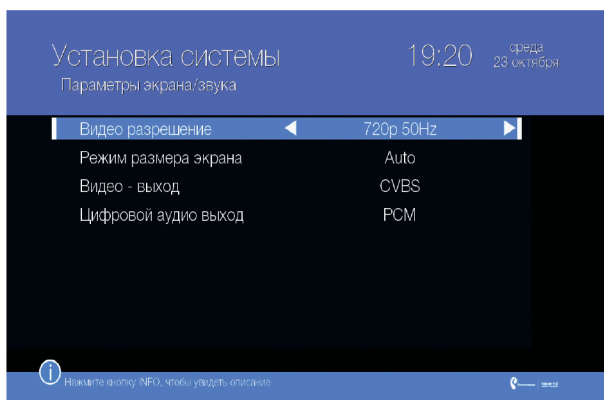 Установка системы
19:20
среда
23 октября
Параметры экрана/звука
Видео разрешение 720p 50Hz
Режим размера экрана Auto
Видео - выход CVBS
Цифровой аудио выход PCM
Нажмите кнопку INFO, чтобы увидеть описание